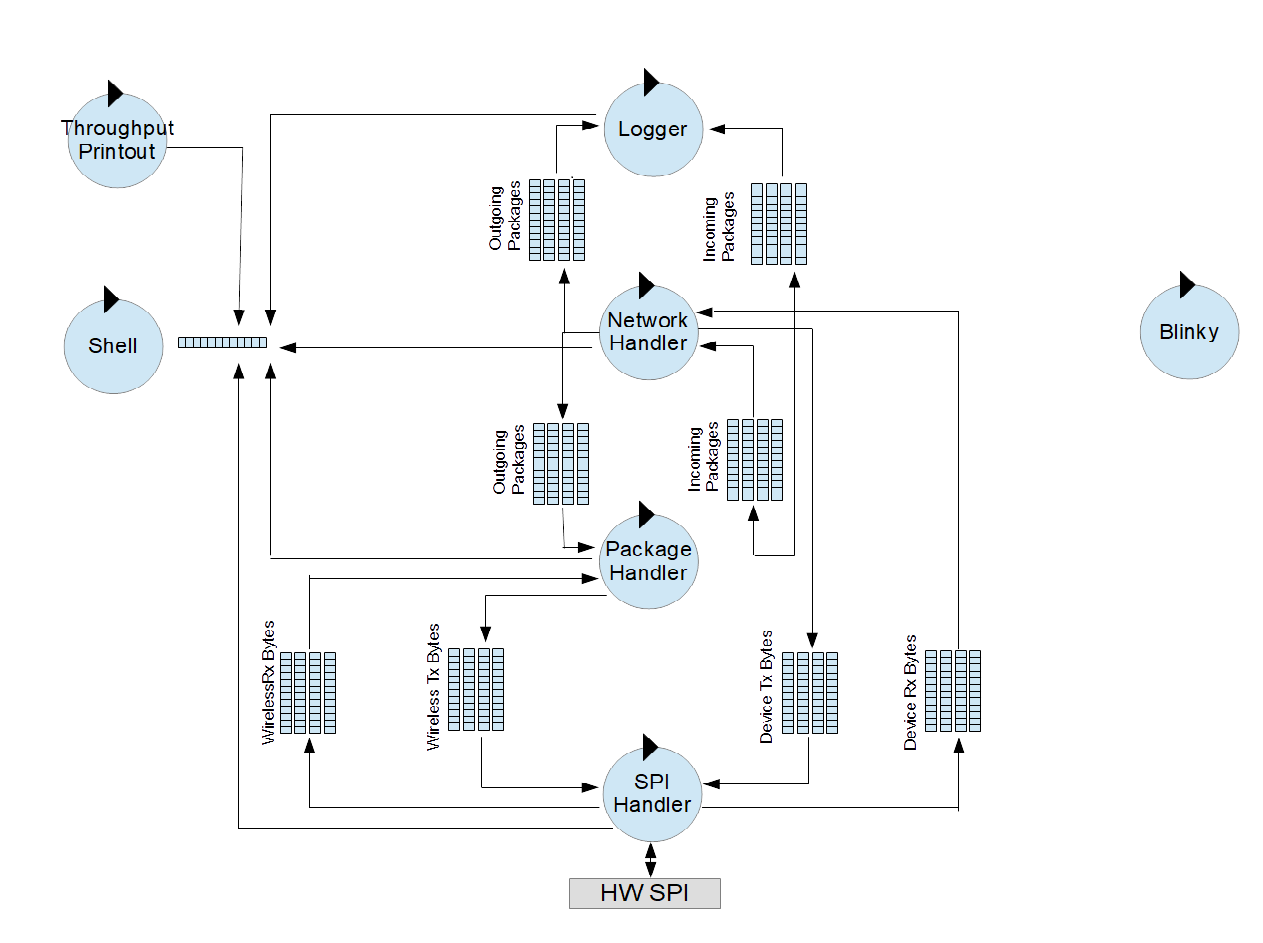 Throughput
Printout
Logger
Outgoing
Packages
Incoming
Packages
Shell
Network
Handler
Blinky
Outgoing
Packages
Incoming
Packages
Package
Handler
WirelessRx Bytes
Wireless Tx Bytes
Device Tx Bytes
Device Rx Bytes
SPI
Handler
HW SPI